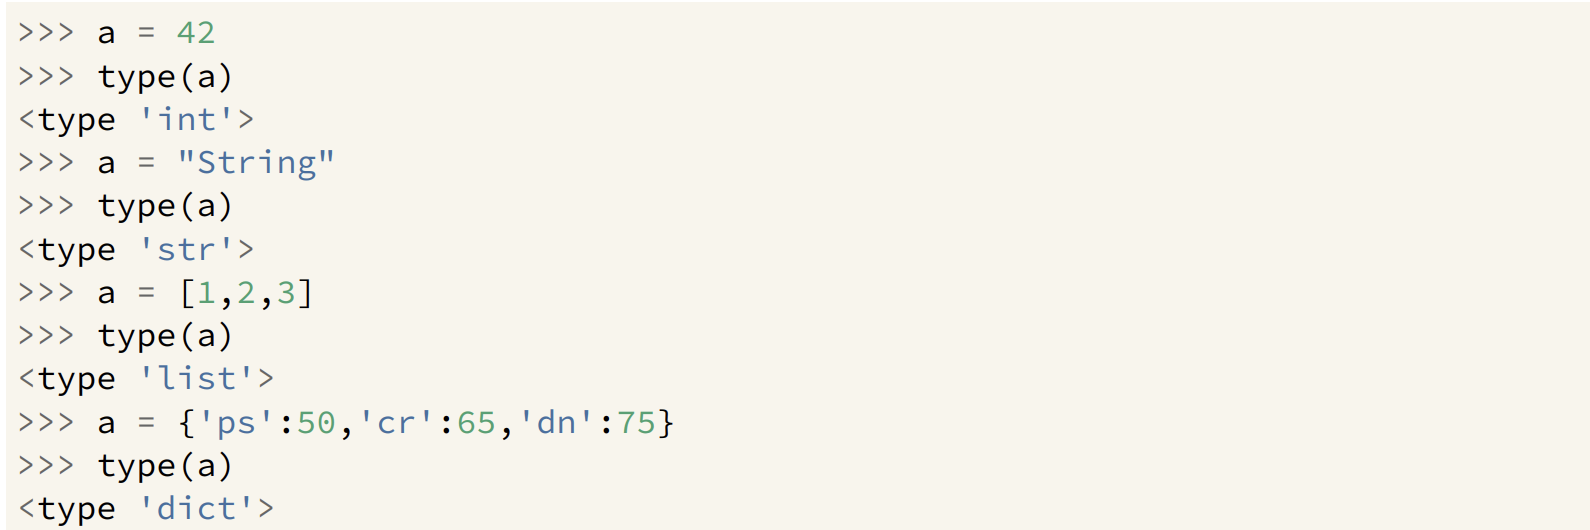 >>> a = 42
>>> type(a)
<type 'int'>
>>> a = "String"
>>> type(a)
<type 'str'>
>>> a = [1,2,3]
>>> type(a)
<type 'list'>
>>> a = {'ps':50,'cr':65,'dn':75}
>>> type(a)
<type 'dict'>